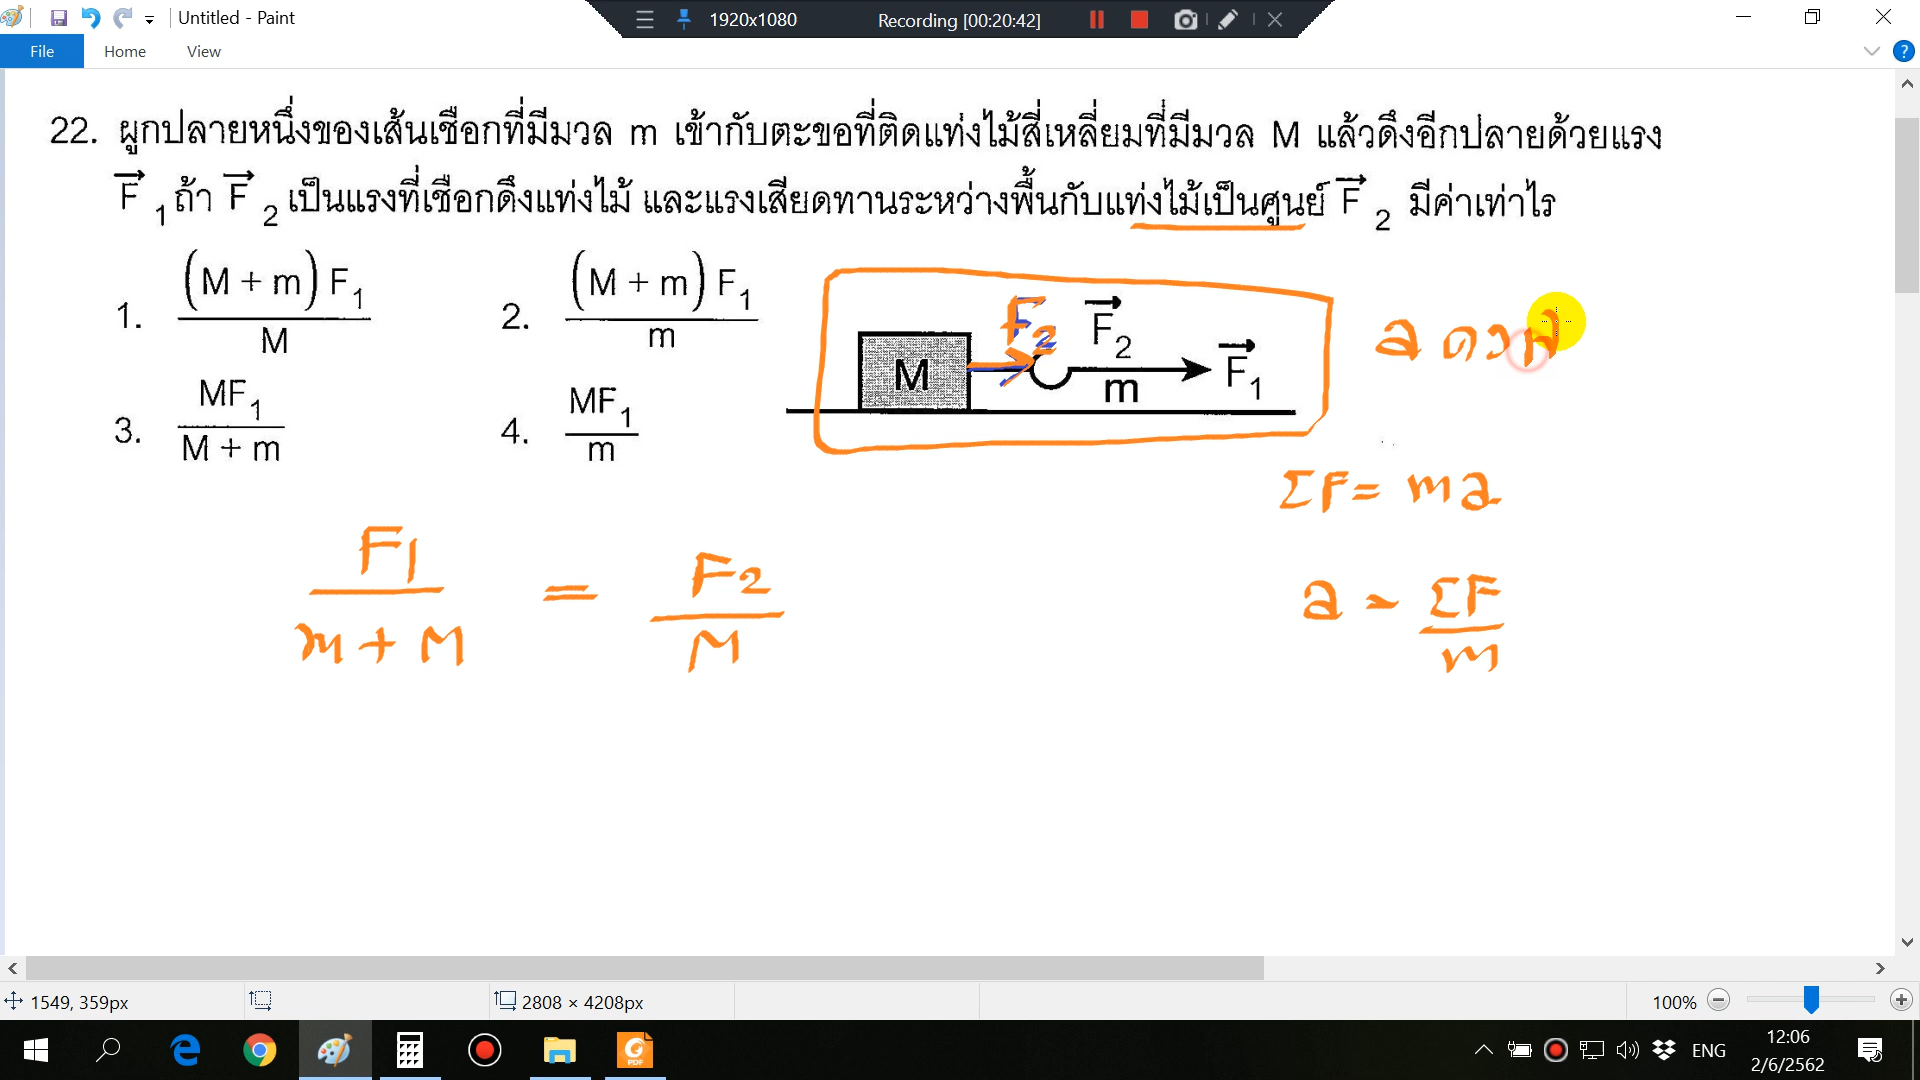 Untitled - Paint
1920x1080
Recording [00:20:42]
File
Home
View
22. ผูกปลายหนึ่งของเส้นเชือกที่มีมวล m เข้ากับตะขอที่ติดแท่งไม้สี่เหลี่ยมที่มีมวล M แล้วดึงอีกปลายด้วยแรง
F⃗1 ถ้า F⃗2 เป็นแรงที่เชือกดึงแท่งไม้ และแรงเสียดทานระหว่างพื้นกับแท่งไม้เป็นศูนย์ F⃗2 มีค่าเท่าไร
1. (M + m) F1 / M
2. (M + m) F1 / m
3. MF1 / M + m
4. MF1 / m
M
F2
F⃗2
m
F⃗1
ΣF = ma
a = ΣF / m
F1 / m + M = F2 / M
1549, 359px
2808 × 4208px
100%
ENG
12:06
2/6/2562
PDF